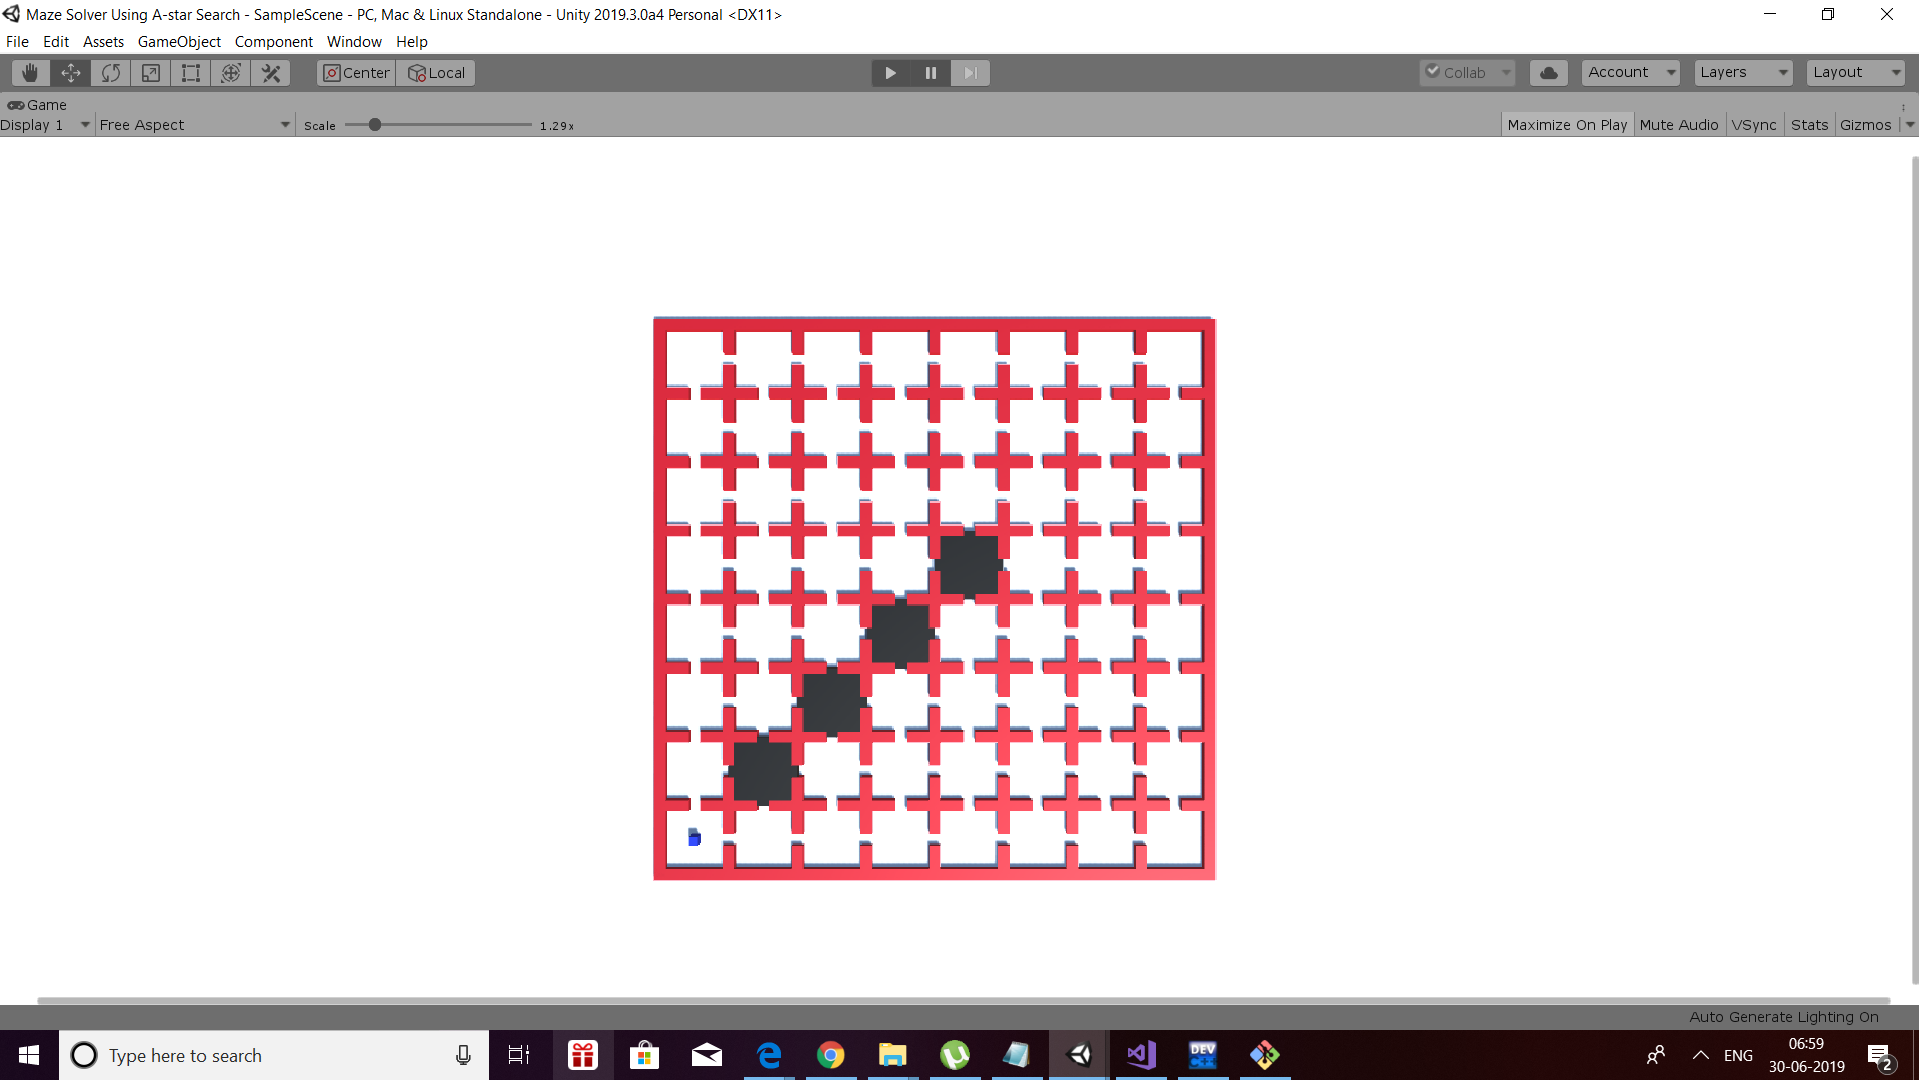 Maze Solver Using A-star Search - SampleScene - PC, Mac & Linux Standalone - Unity 2019.3.0a4 Personal <DX11>
File Edit Assets GameObject Component Window Help
Center Local Collab Account Layers Layout
Game
Display 1 Free Aspect Scale 1.29x Maximize On Play Mute Audio VSync Stats Gizmos
Auto Generate Lighting On
Type here to search DEV C++ ENG 06:59
30-06-2019 2